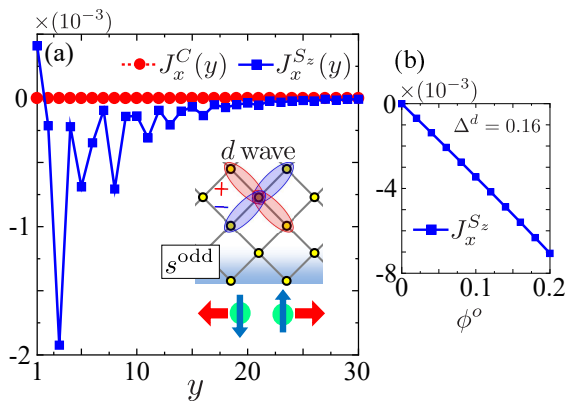 ×(10⁻³)
(a)
J_x^C(y)
J_x^{S_z}(y)
0
-1
-2
1
10
20
30
y
d wave
+
−
s^odd
(b)
×(10⁻³)
Δ^d = 0.16
J_x^{S_z}
0
-4
-8
0
0.1
0.2
ϕ^o